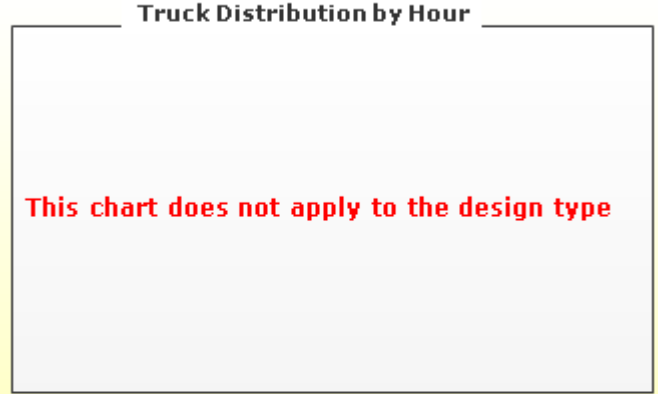 Truck Distribution by Hour
This chart does not apply to the design type